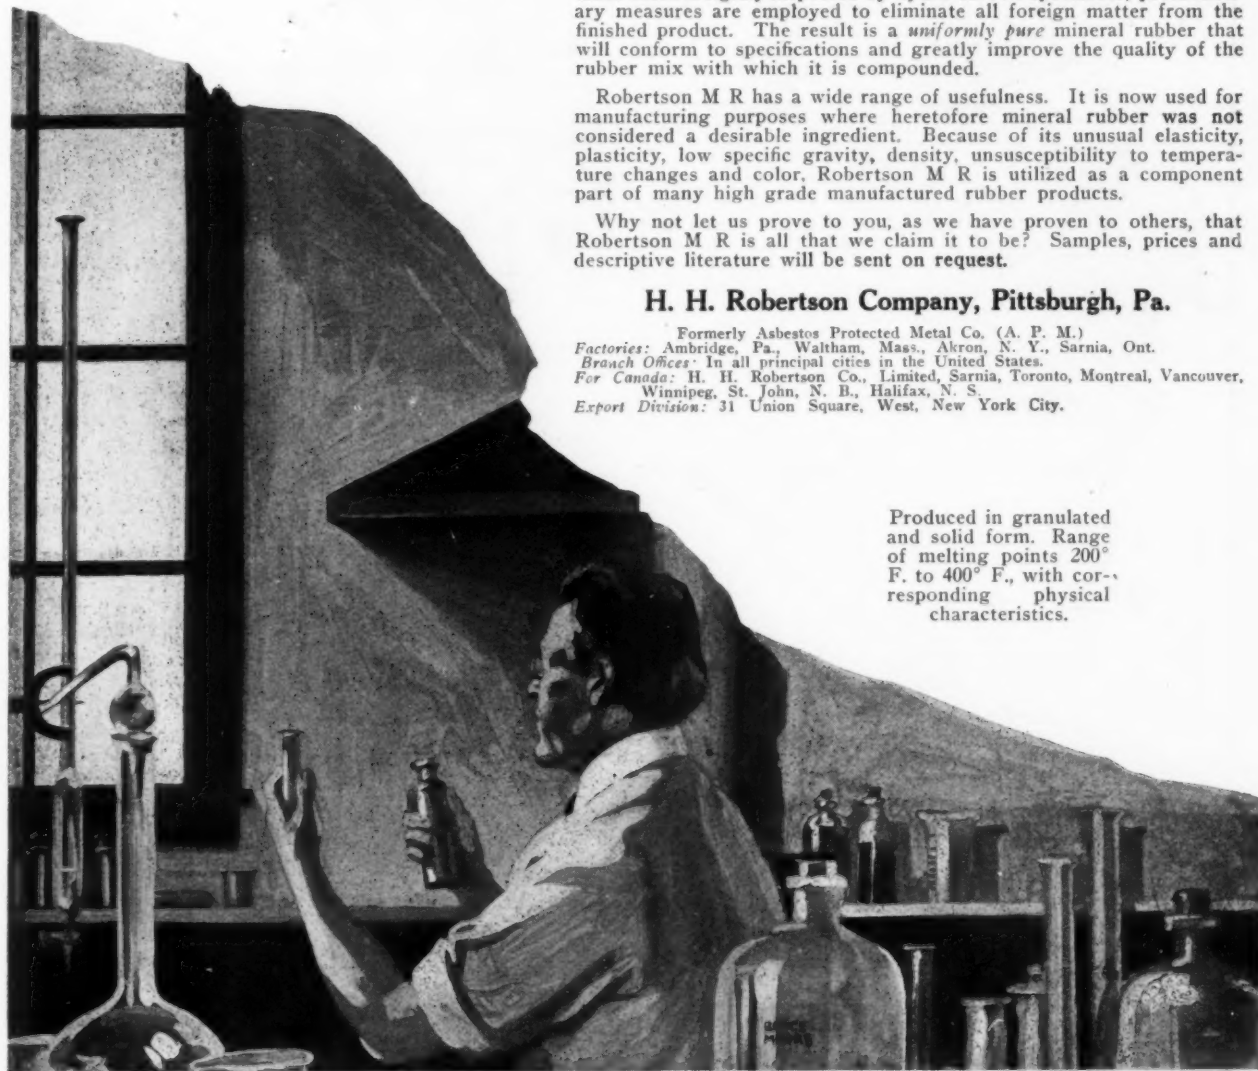 ary measures are employed to eliminate all foreign matter from the
finished product. The result is a uniformly pure mineral rubber that
will conform to specifications and greatly improve the quality of the
rubber mix with which it is compounded.
Robertson M R has a wide range of usefulness. It is now used for
manufacturing purposes where heretofore mineral rubber was not
considered a desirable ingredient. Because of its unusual elasticity,
plasticity, low specific gravity, density, unsusceptibility to tempera-
ture changes and color, Robertson M R is utilized as a component
part of many high grade manufactured rubber products.
Why not let us prove to you, as we have proven to others, that
Robertson M R is all that we claim it to be? Samples, prices and
descriptive literature will be sent on request.
H. H. Robertson Company, Pittsburgh, Pa.
Formerly Asbestos Protected Metal Co. (A. P. M.)
Factories: Ambridge, Pa., Waltham, Mass., Akron, N. Y., Sarnia, Ont.
Branch Offices: In all principal cities in the United States.
For Canada: H. H. Robertson Co., Limited, Sarnia, Toronto, Montreal, Vancouver,
Winnipeg, St. John, N. B., Halifax, N. S.
Export Division: 31 Union Square, West, New York City.
Produced in granulated
and solid form. Range
of melting points 200°
F. to 400° F., with cor-
responding physical
characteristics.